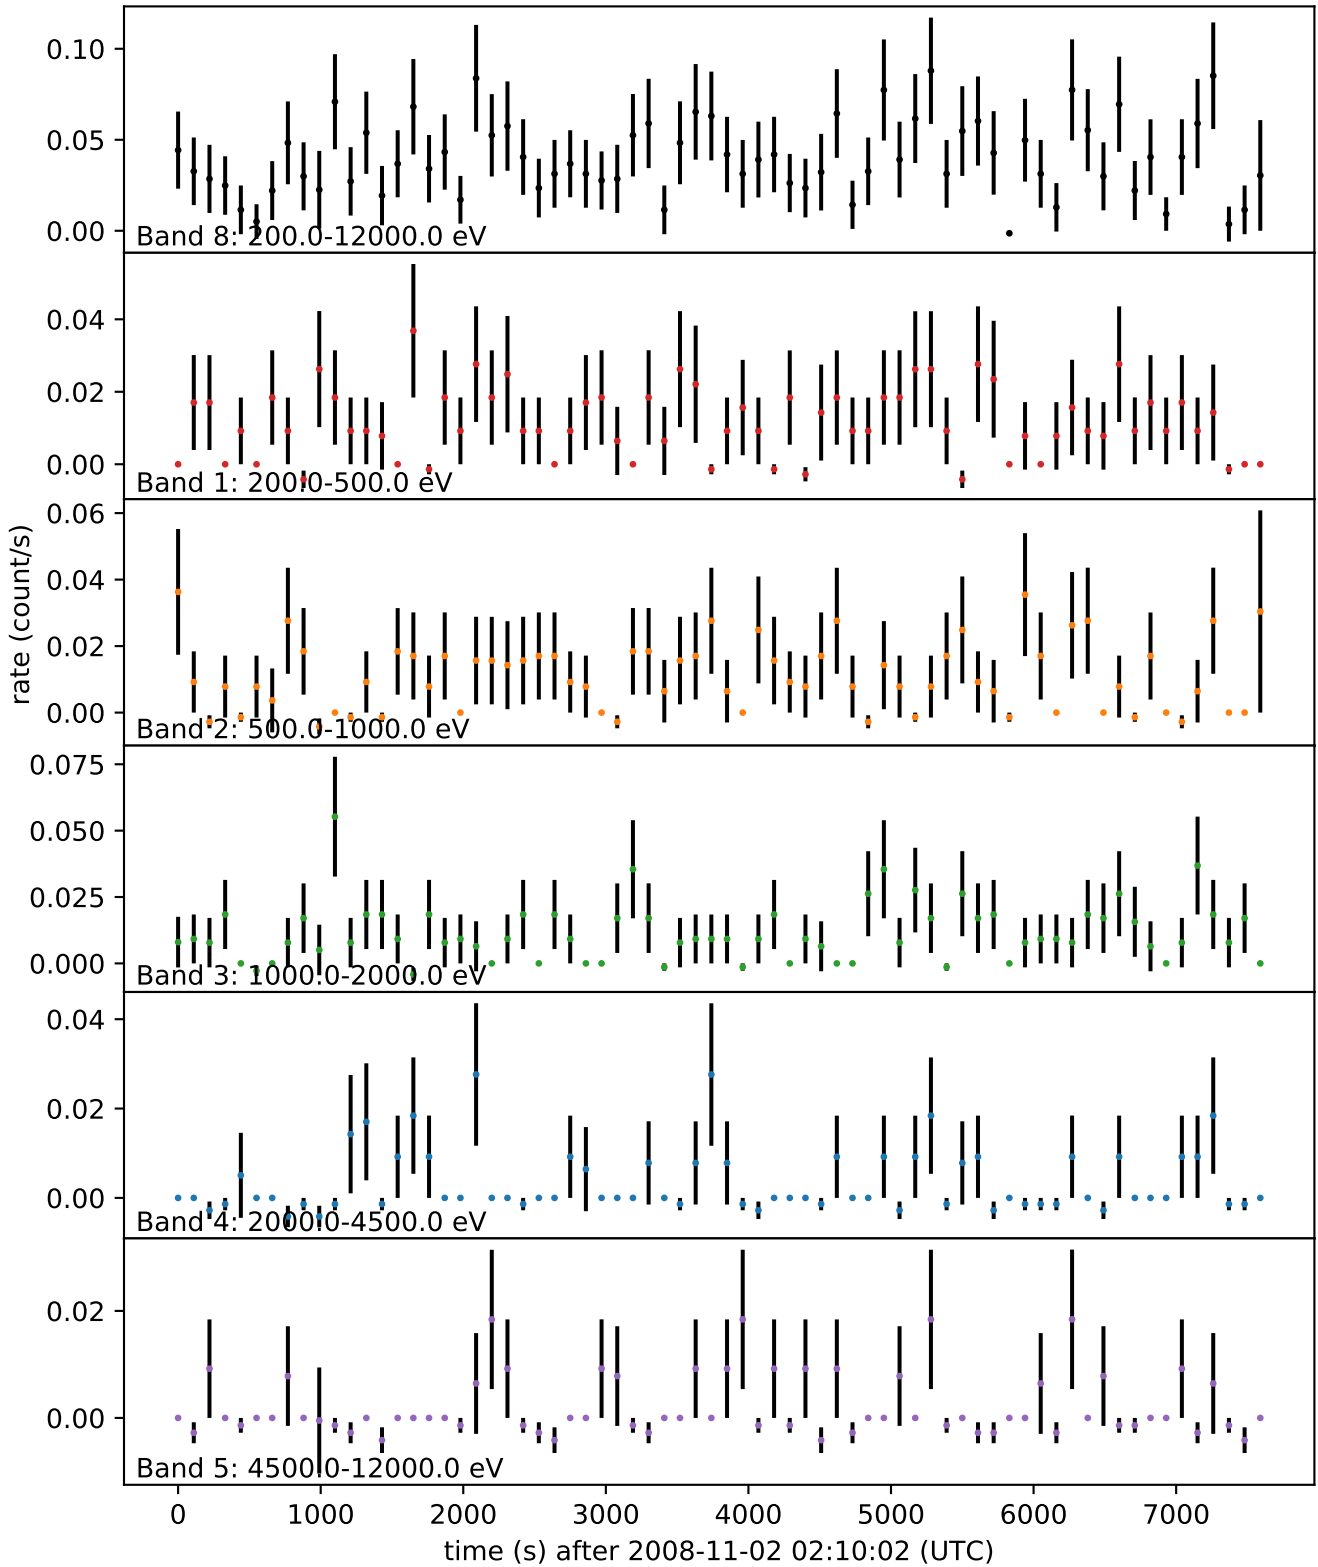 0.10
0.05
0.00
Band 8: 200.0-12000.0 eV
0.04
0.02
0.00
Band 1: 200.0-500.0 eV
0.06
0.04
0.02
0.00
Band 2: 500.0-1000.0 eV
rate (count/s)
0.075
0.050
0.025
0.000
Band 3: 1000.0-2000.0 eV
0.04
0.02
0.00
Band 4: 2000.0-4500.0 eV
0.02
0.00
Band 5: 4500.0-12000.0 eV
0 1000 2000 3000 4000 5000 6000 7000
time (s) after 2008-11-02 02:10:02 (UTC)